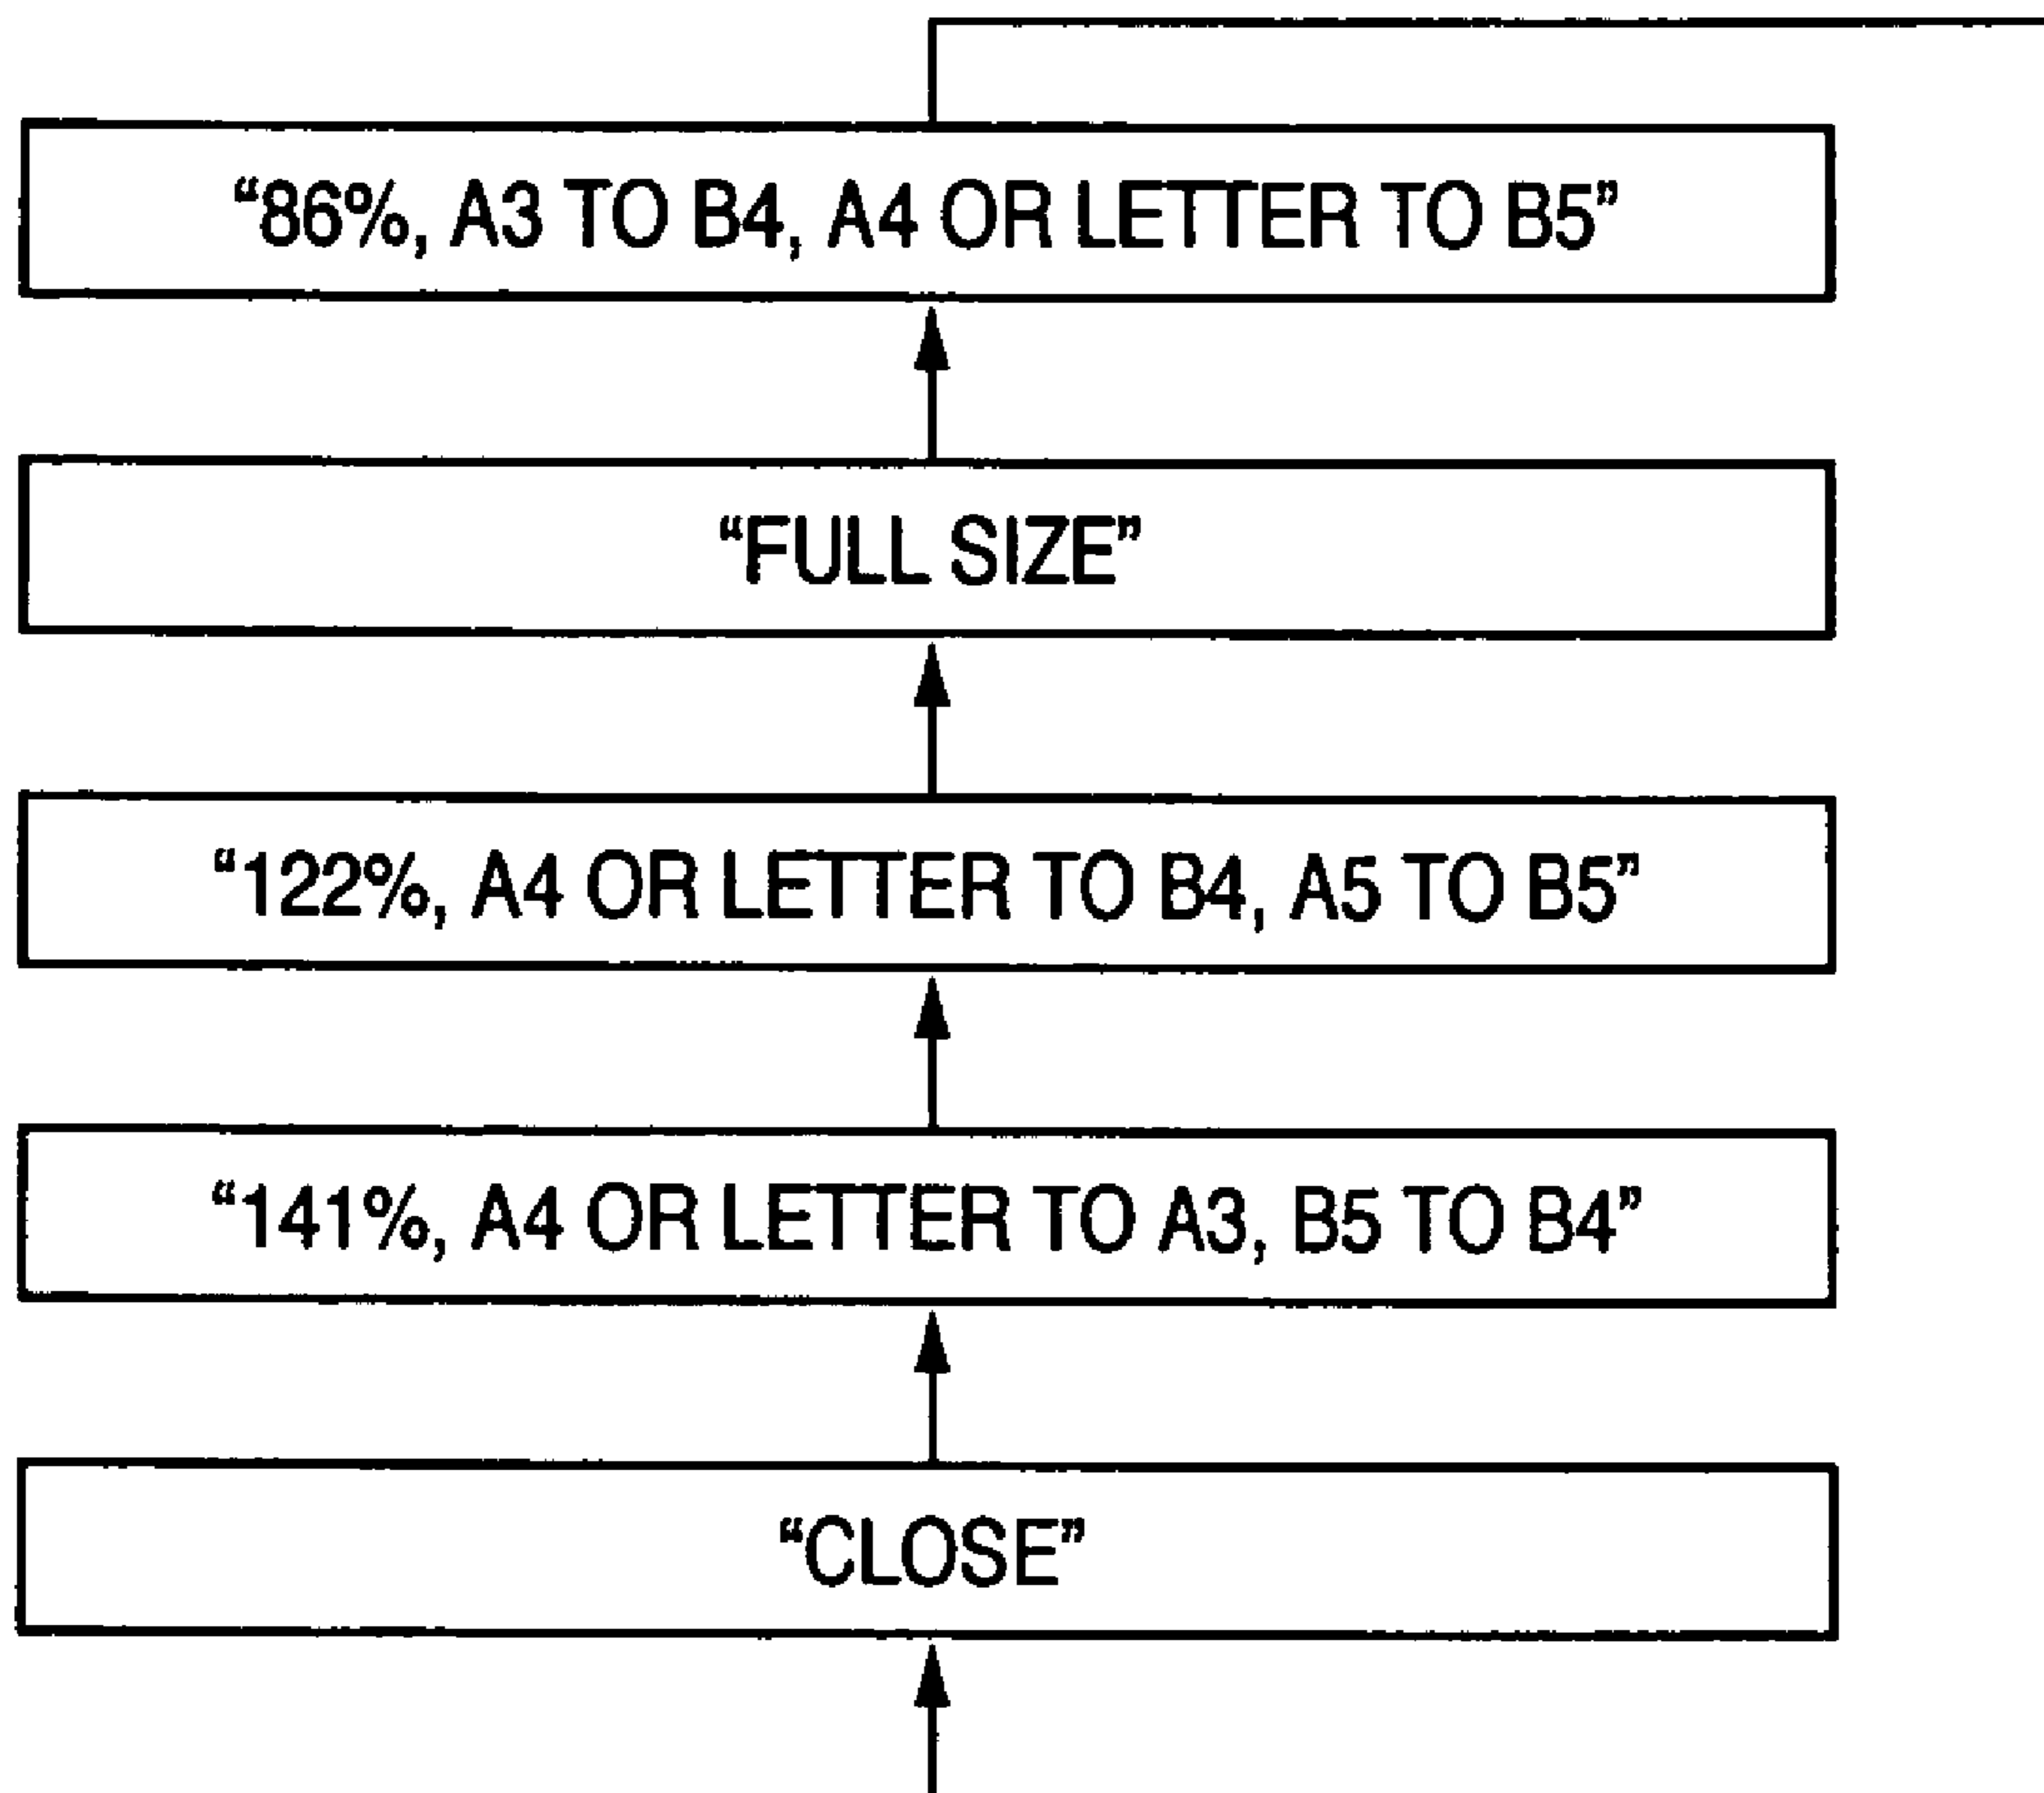 “86%, A3 TO B4, A4 OR LETTER TO B5”
“FULL SIZE”
“122%, A4 OR LETTER TO B4, A5 TO B5”
“141%, A4 OR LETTER TO A3, B5 TO B4”
“CLOSE”